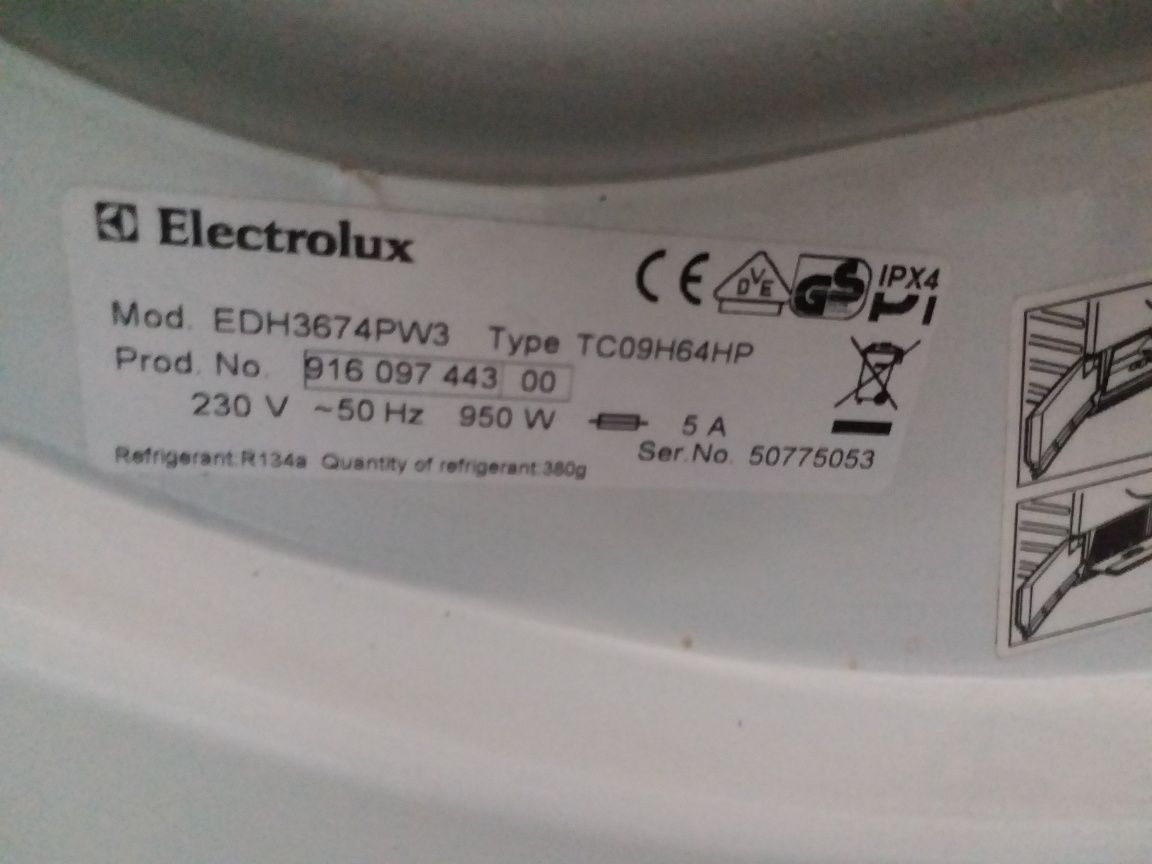 Electrolux
CE DVE GS IPX4
Mod. EDH3674PW3 Type TC09H64HP
Prod. No. 916 097 443 00
230 V ~50 Hz 950 W 5 A
Refrigerant:R134a Quantity of refrigerant:380g Ser.No. 50775053